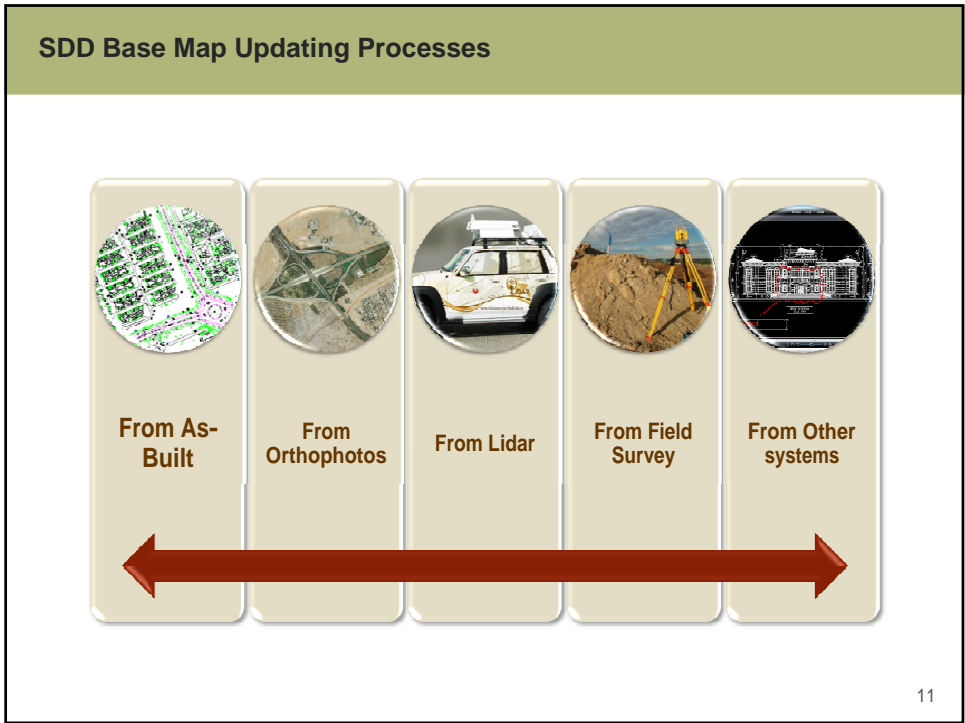 SDD Base Map Updating Processes
From As-
Built
From
Orthophotos
From Lidar
From Field
Survey
From Other
systems
11